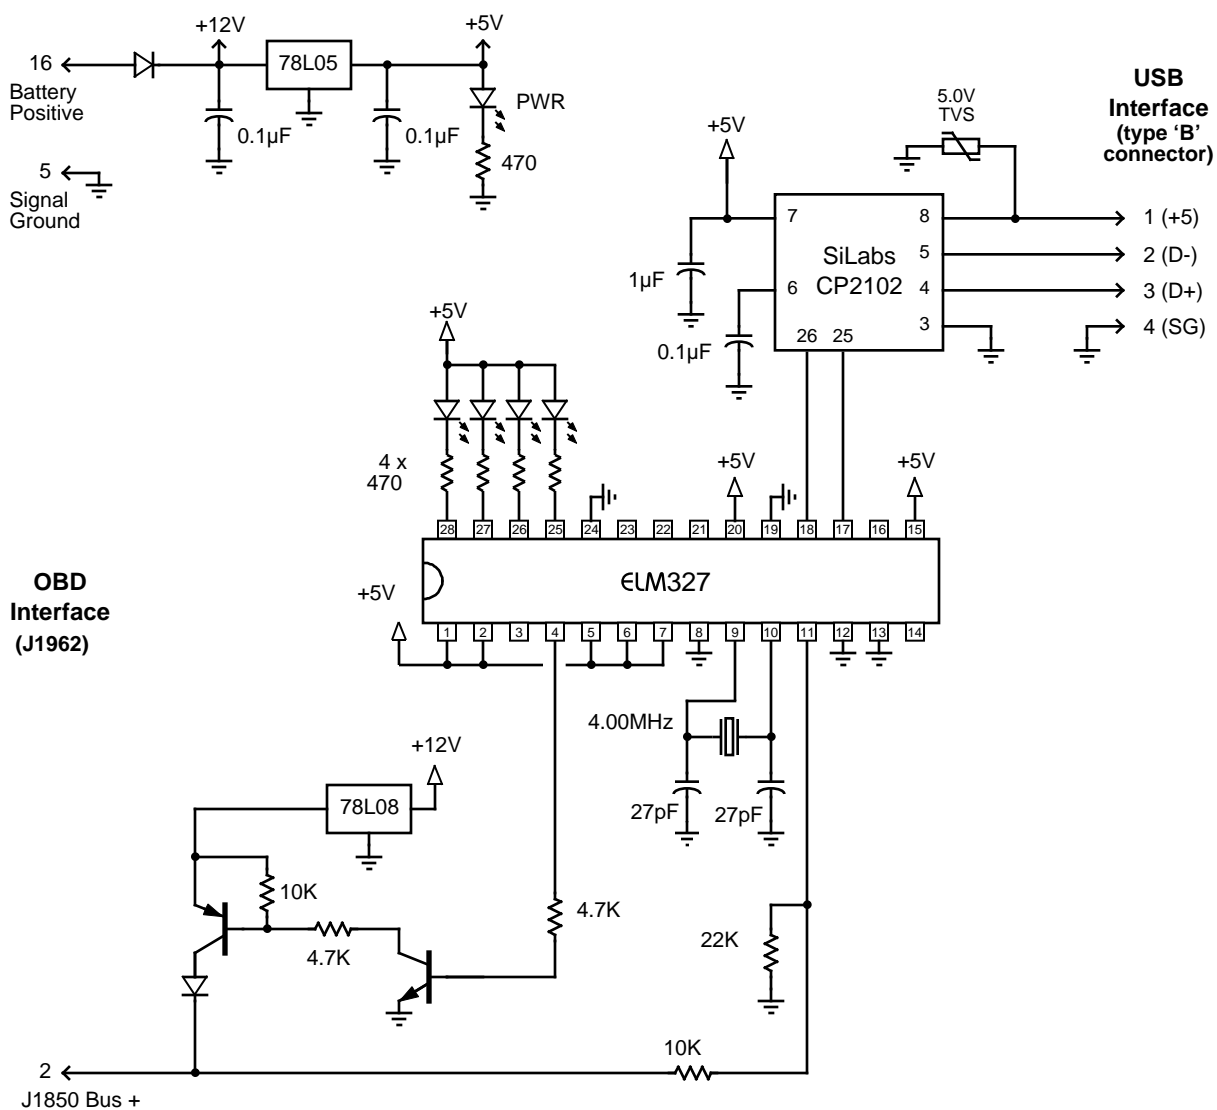 +12V
+5V
16
78L05
Battery
Positive
PWR
0.1µF
0.1µF
470
5
Signal
Ground
USB
Interface
(type ‘B’
connector)
5.0V
TVS
+5V
7
8
1 (+5)
SiLabs
CP2102
5
2 (D-)
1µF
6
4
3 (D+)
3
4 (SG)
0.1µF
26
25
+5V
4 x
470
+5V
+5V
28
27
26
25
24
23
22
21
20
19
18
17
16
15
ELM327
OBD
Interface
(J1962)
+5V
1
2
3
4
5
6
7
8
9
10
11
12
13
14
4.00MHz
+12V
78L08
27pF
27pF
10K
4.7K
4.7K
22K
10K
2
J1850 Bus +